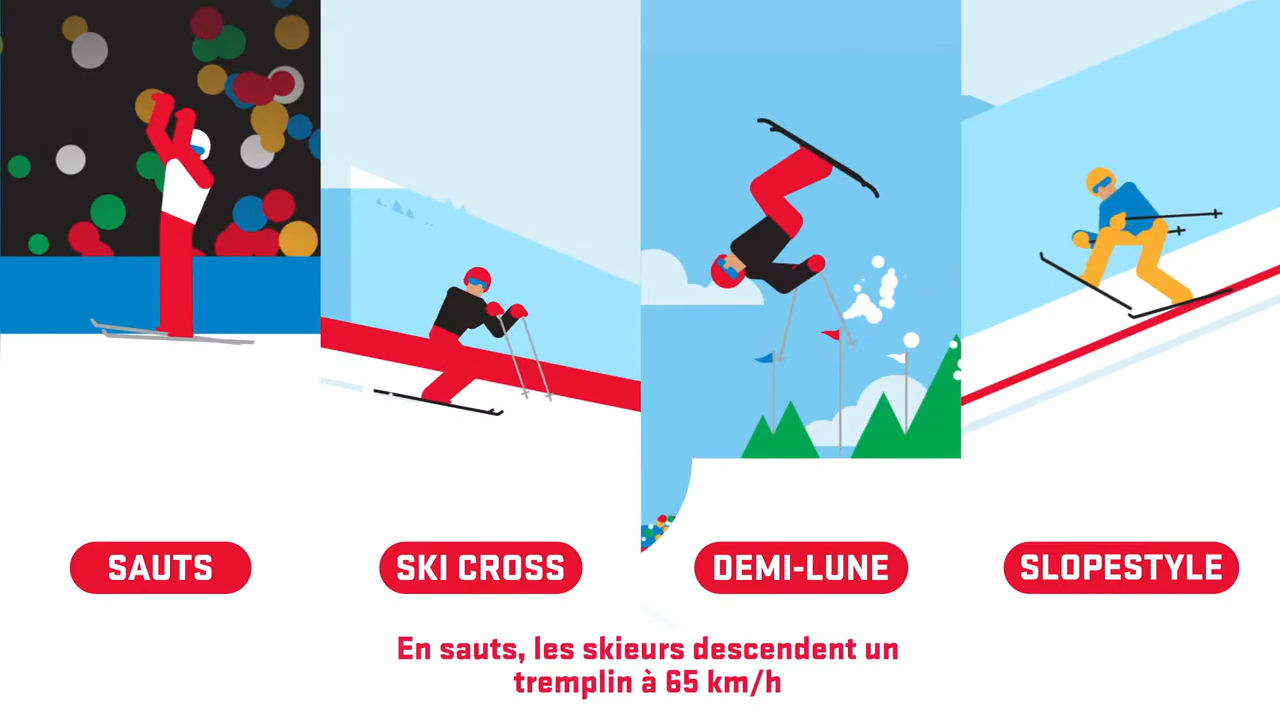 SAUTS
SKI CROSS
DEMI-LUNE
SLOPESTYLE
En sauts, les skieurs descendent un
tremplin à 65 km/h